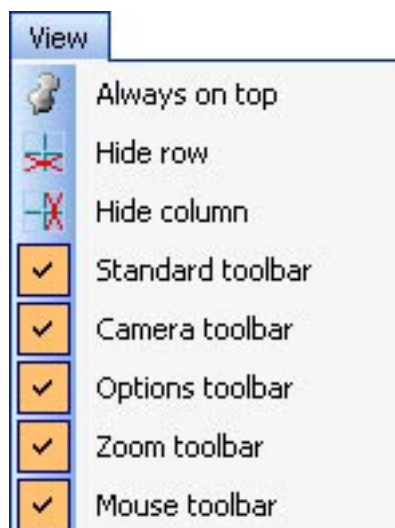 View
Always on top
Hide row
Hide column
Standard toolbar
Camera toolbar
Options toolbar
Zoom toolbar
Mouse toolbar